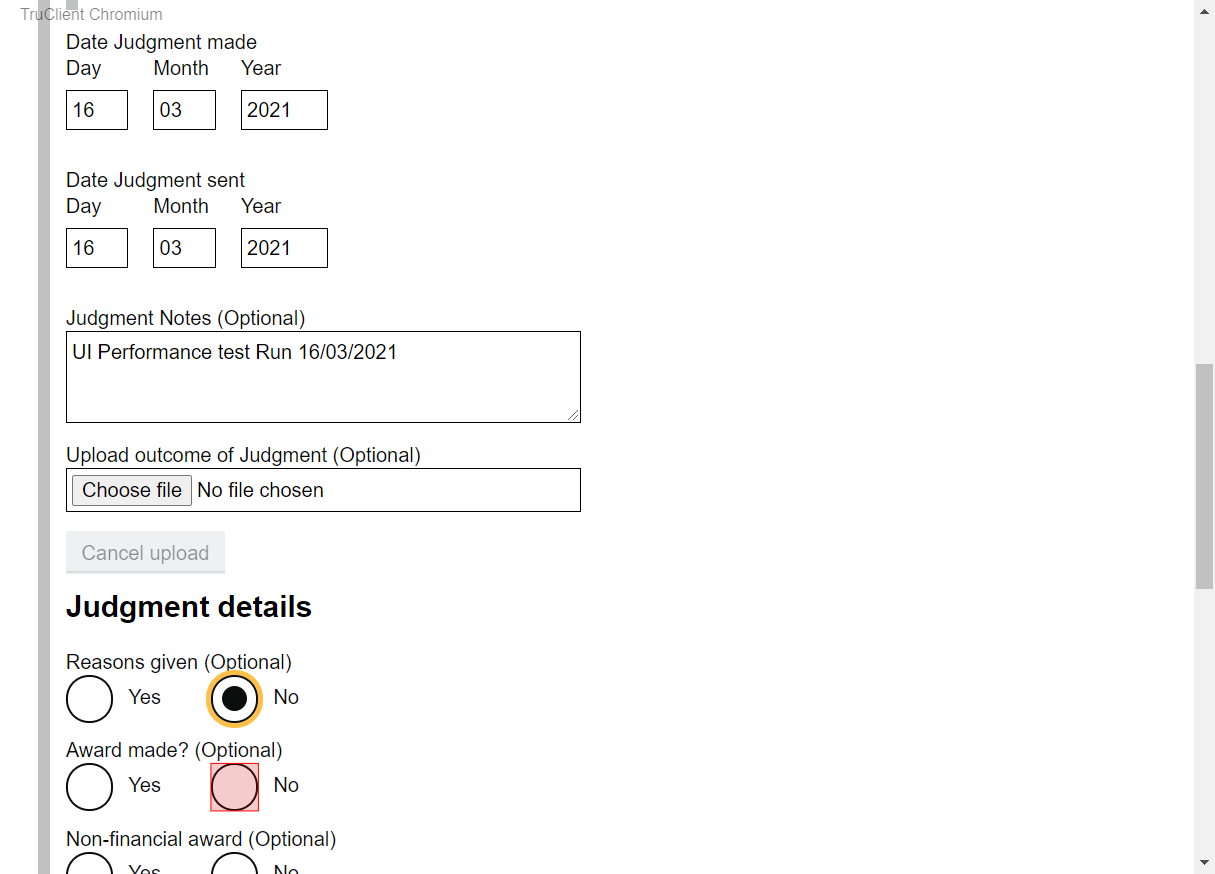 TruClient Chromium
Date Judgment made
Day Month Year
16 03 2021
Date Judgment sent
Day Month Year
16 03 2021
Judgment Notes (Optional)
UI Performance test Run 16/03/2021
Upload outcome of Judgment (Optional)
Choose file No file chosen
Cancel upload
Judgment details
Reasons given (Optional)
Yes No
Award made? (Optional)
Yes No
Non-financial award (Optional)
Yes No